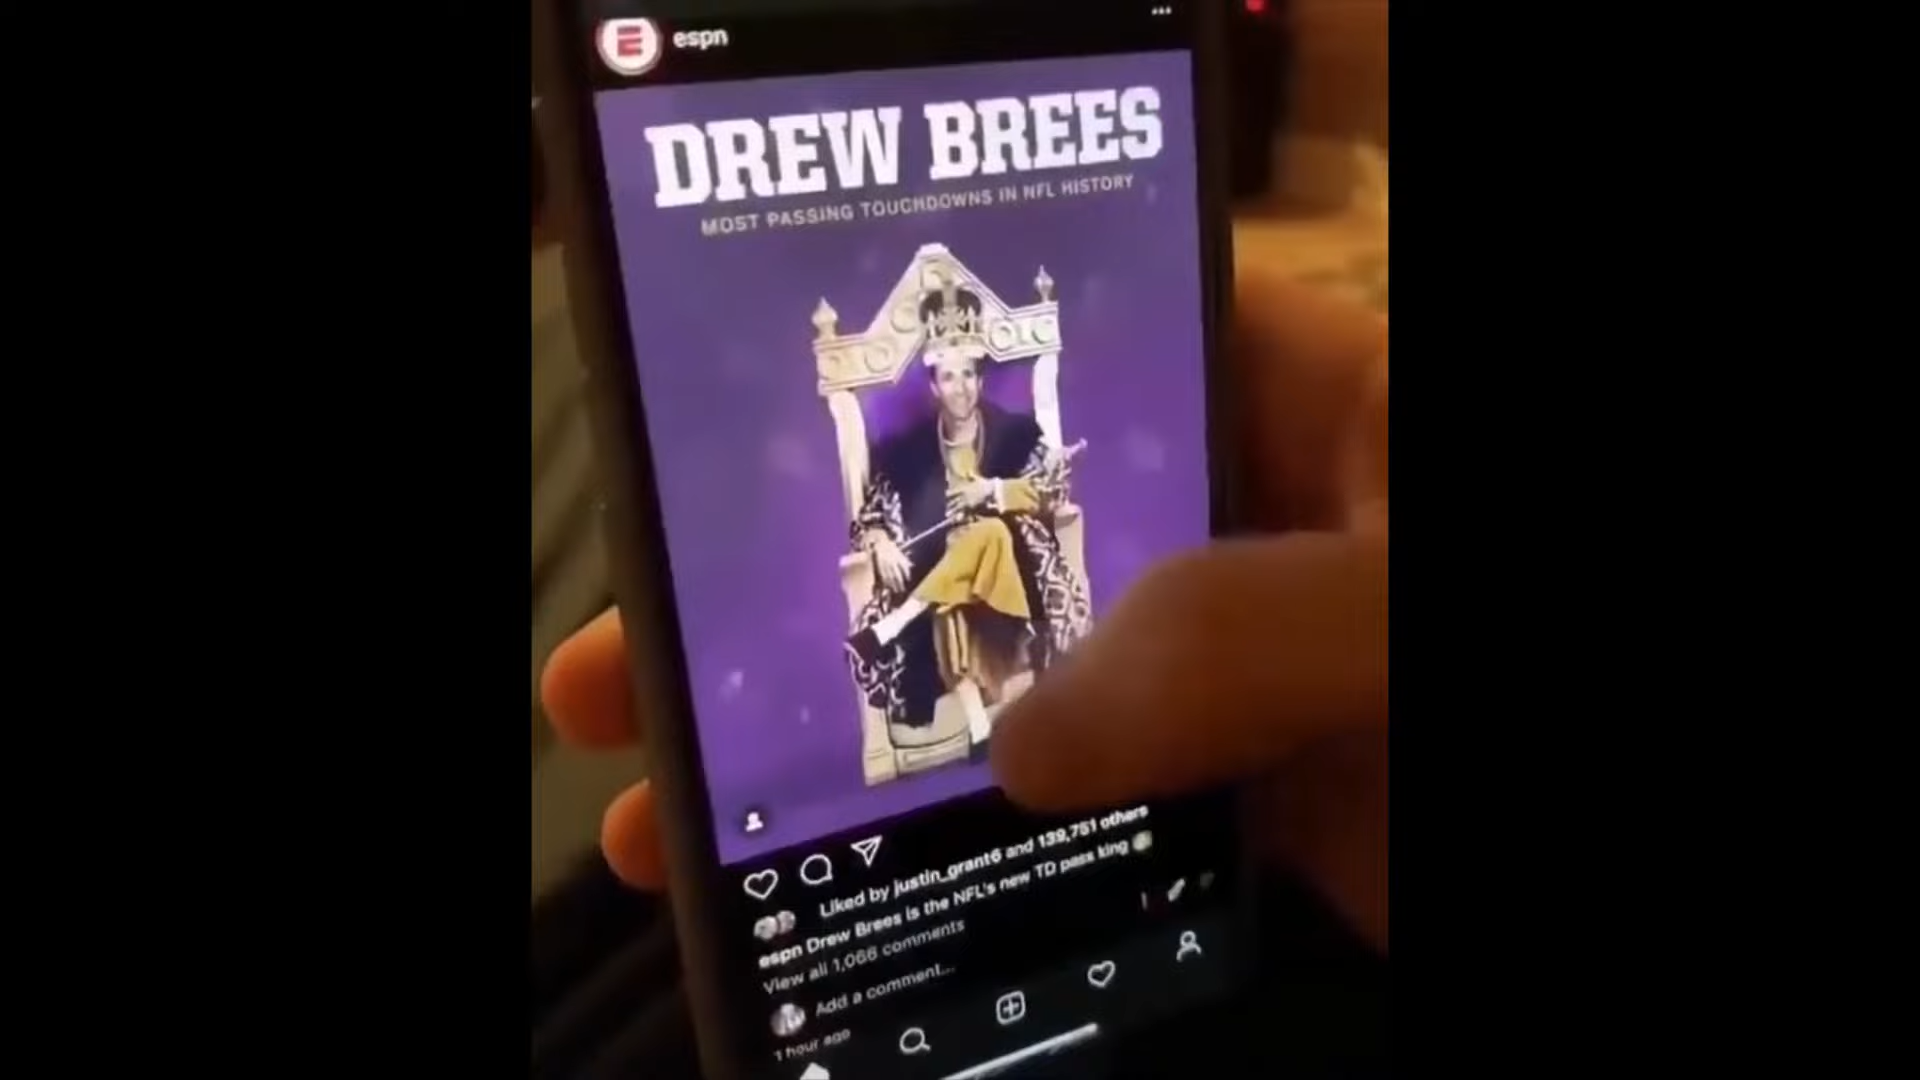 espn
DREW BREES
MOST PASSING TOUCHDOWNS IN NFL HISTORY
Liked by justin_grant6 and 139,751 others
espn Drew Brees is the NFL's new TD pass king
View all 1,066 comments
Add a comment...
1 hour ago